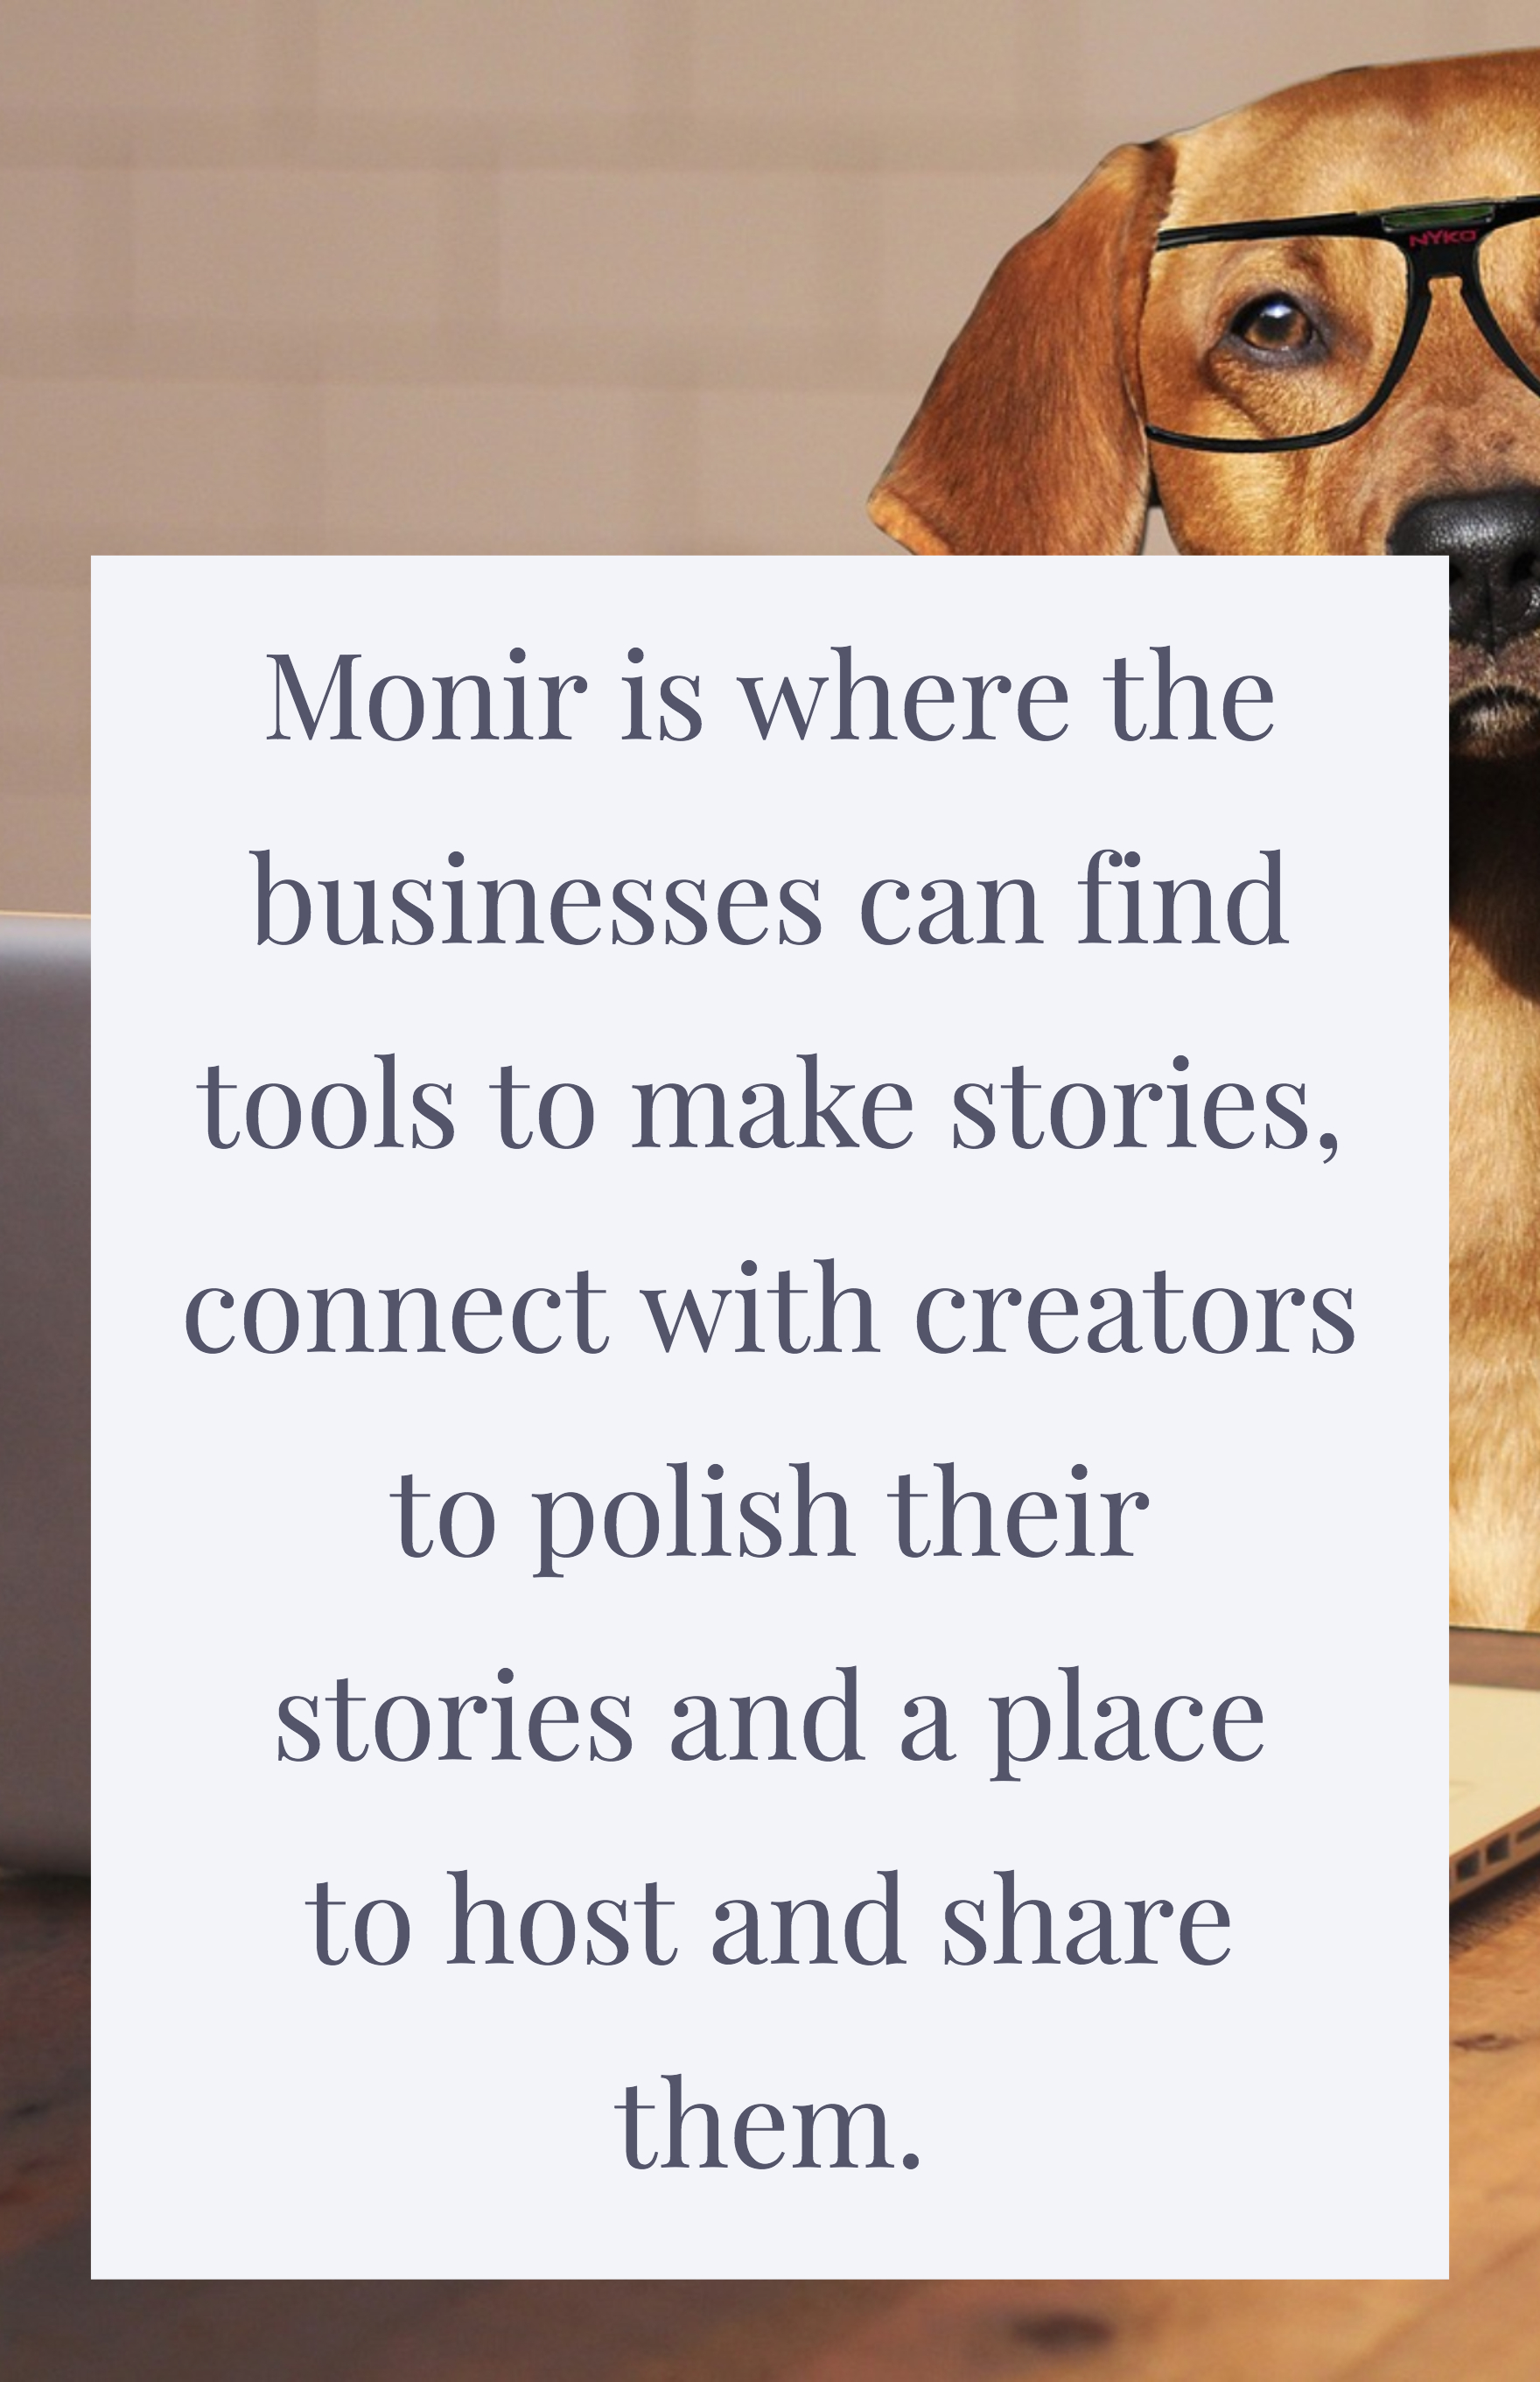 NYKO
Monir is where the
businesses can find
tools to make stories,
connect with creators
to polish their
stories and a place
to host and share
them.